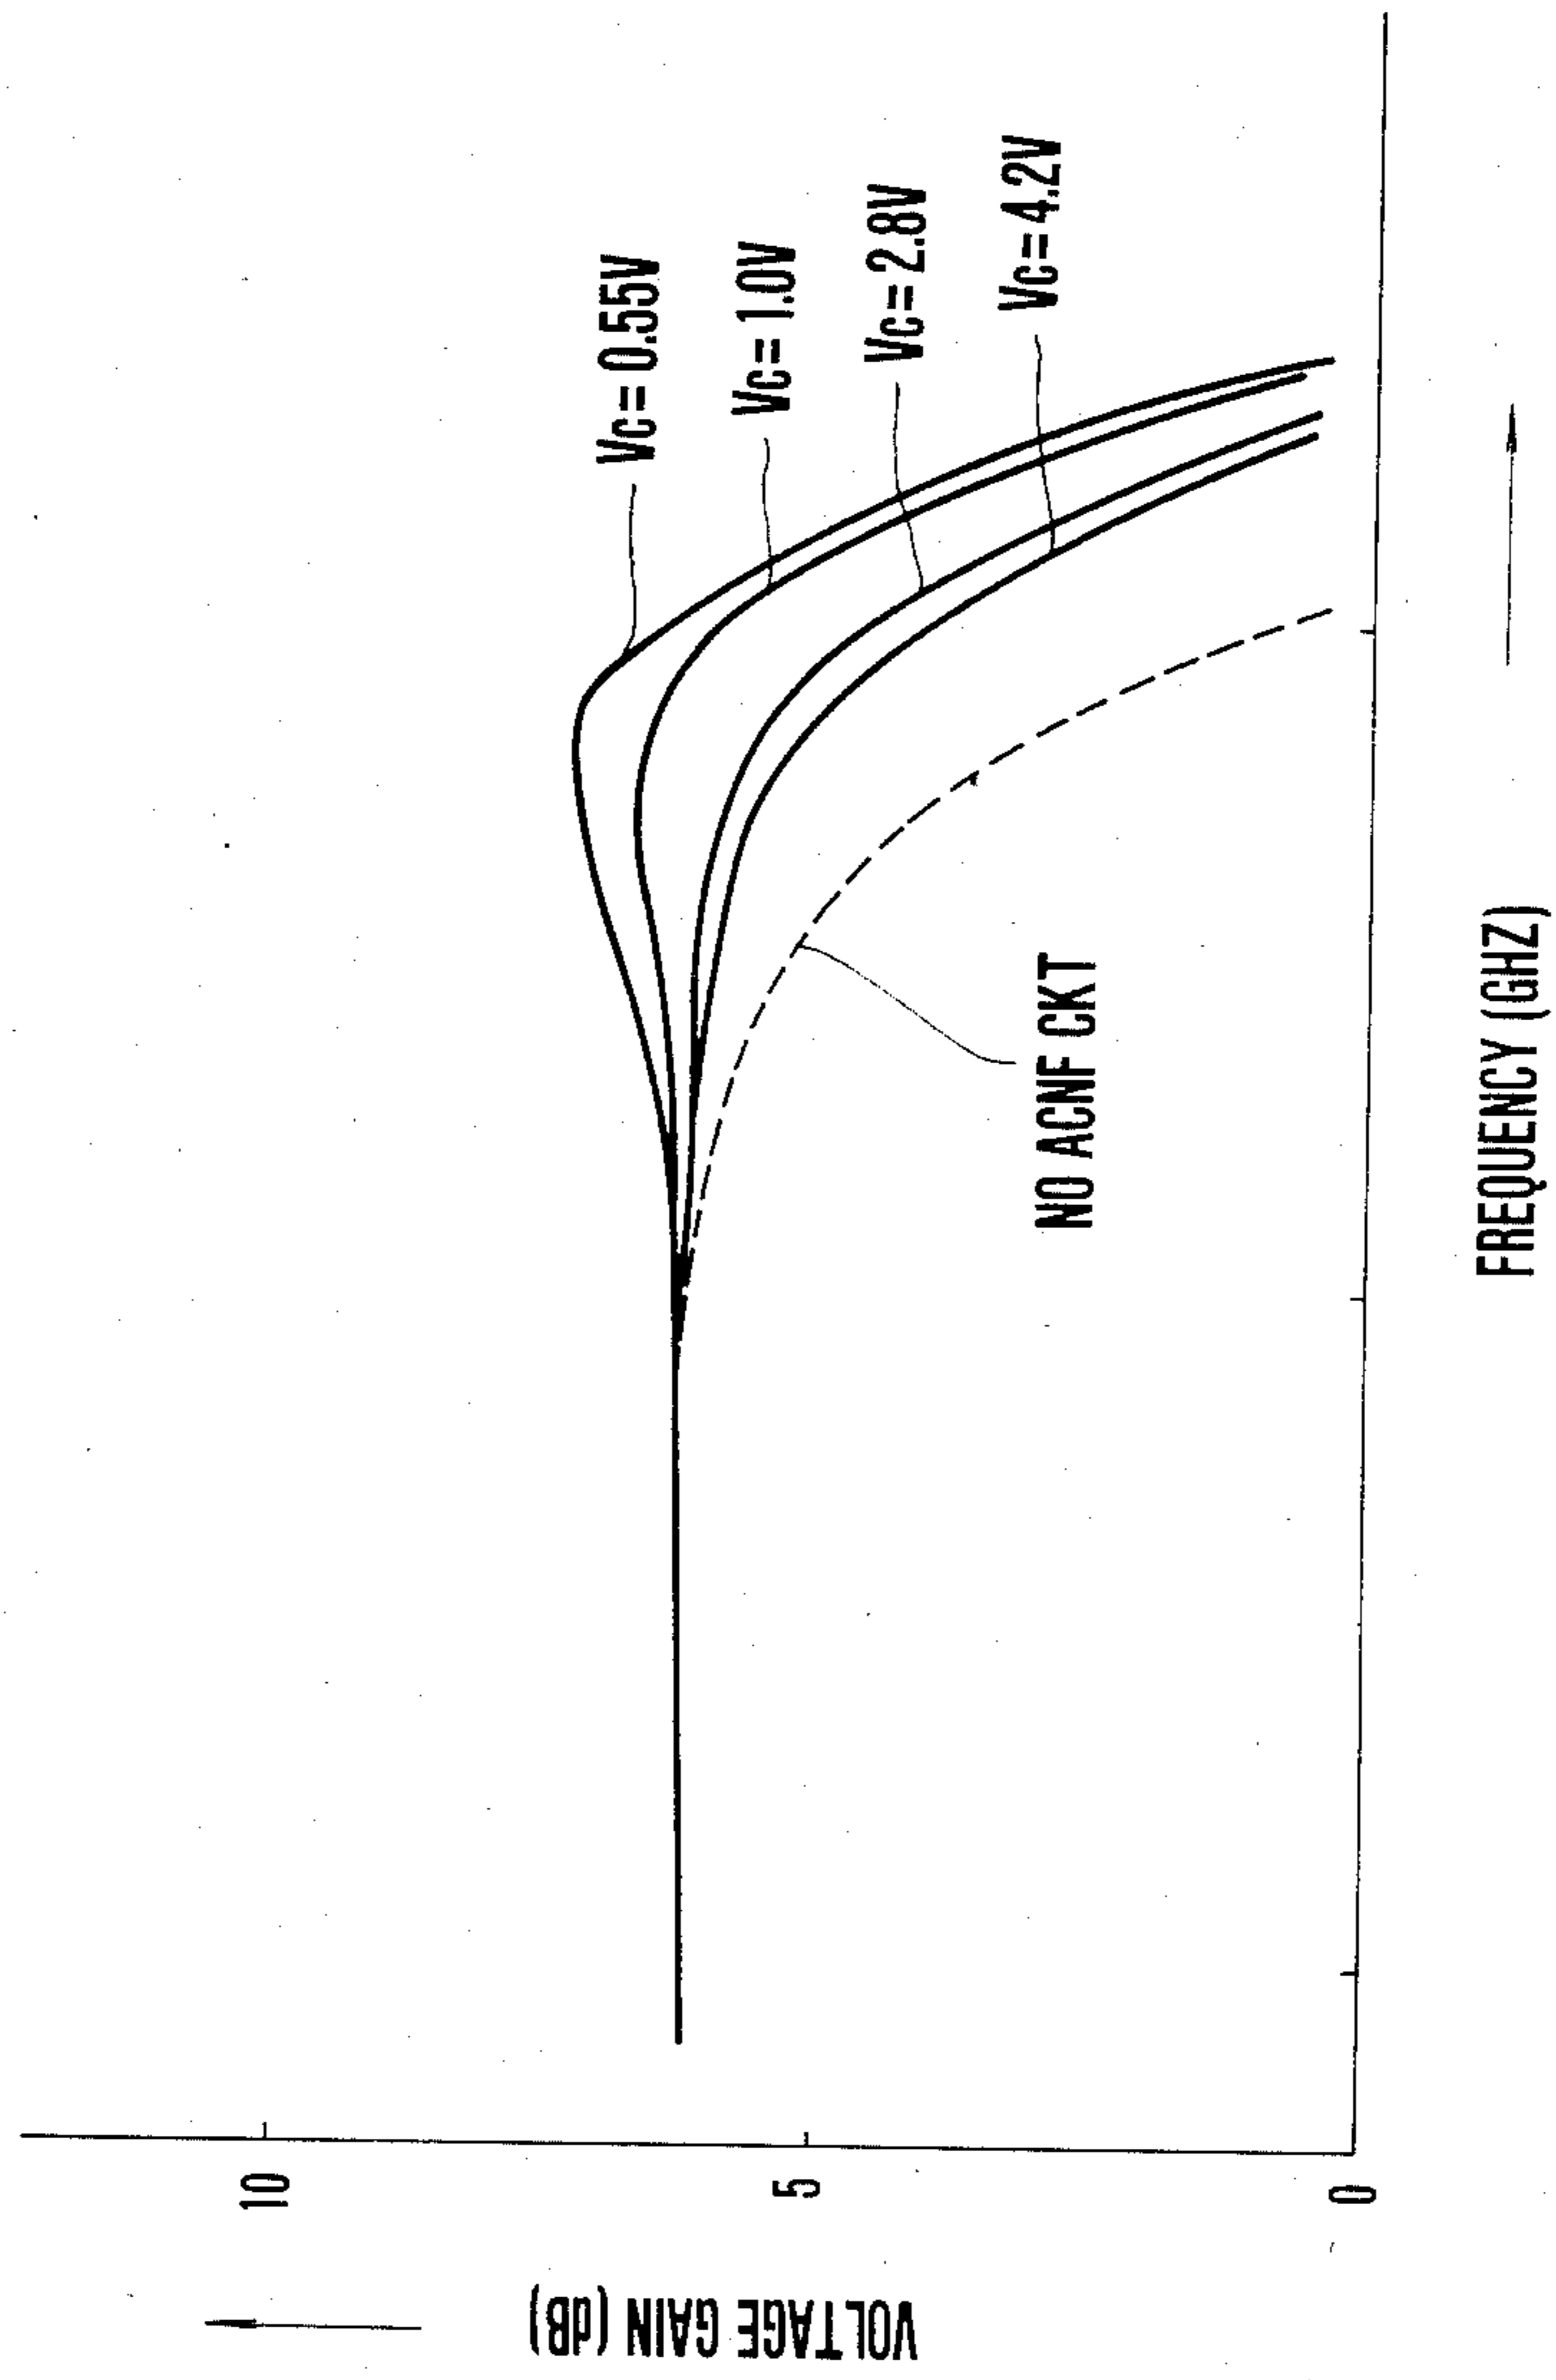 VOLTAGE GAIN (dB)
10
5
0
Vc= 0.55V
Vc= 1.0V
Vc= 2.8V
Vc= 4.2V
NO ACNF CKT
FREQUENCY (GHZ)